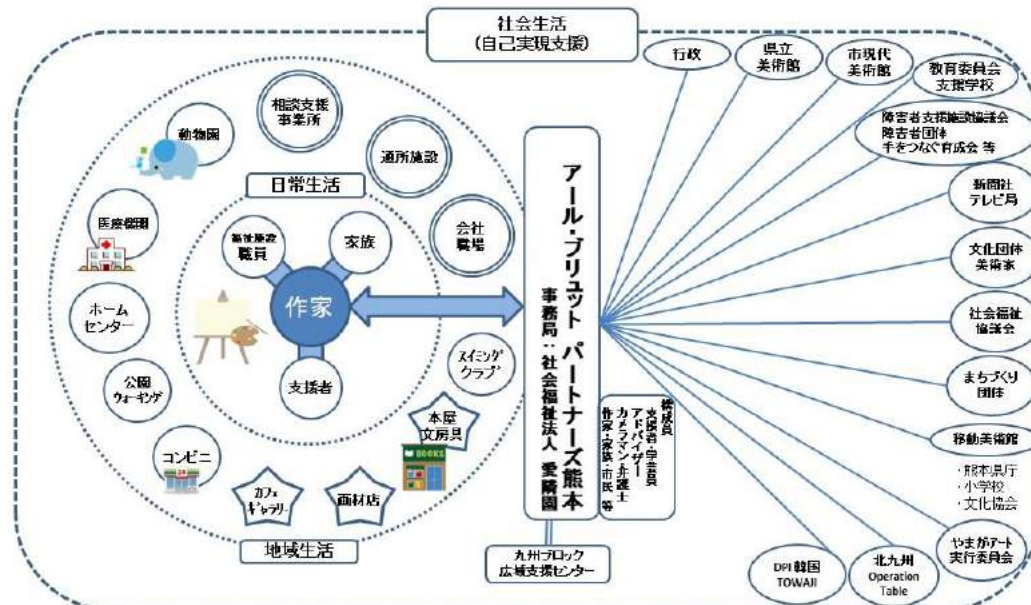 社会生活
(自己実現支援)
行政
県立
美術館
市現代
美術館
教育委員会
支援学校
障害者支援施設協議会
障害者団体
手をつなぐ育成会 等
新聞社
テレビ局
文化団体
美術家
社会福祉
協議会
まちづくり
団体
移動美術館
・熊本県庁
・小学校
・文化協会
やまがアート
実行委員会
北九州
Operation
Table
DPI 韓国
TOWAII
アール・ブリュット パートナーズ熊本
事務局:社会福祉法人 愛隣園
構成員
支援者・学芸員
アドバイザー
カメラマン・弁護士
作家・家族・市民 等
九州ブロック
広域支援センター
相談支援
事業所
通所施設
会社
職場
動物園
医療機関
ホーム
センター
公園
ウォーキング
コンビニ
カフェ
ギャラリー
画材店
本屋
文房具
BOOKS
スイミング
クラブ
日常生活
福祉施設
職員
家族
作家
支援者
地域生活